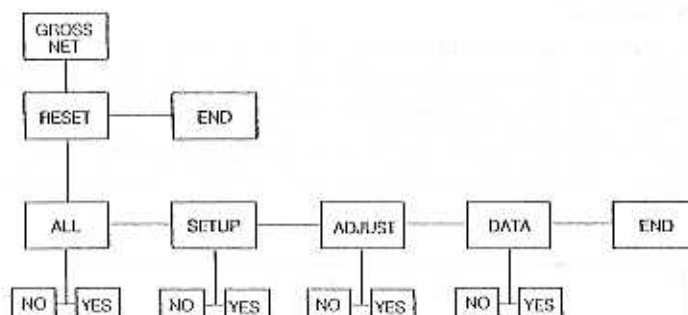 GROSS
NET
RESET END
ALL SETUP ADJUST DATA END
NO YES NO YES NO YES NO YES